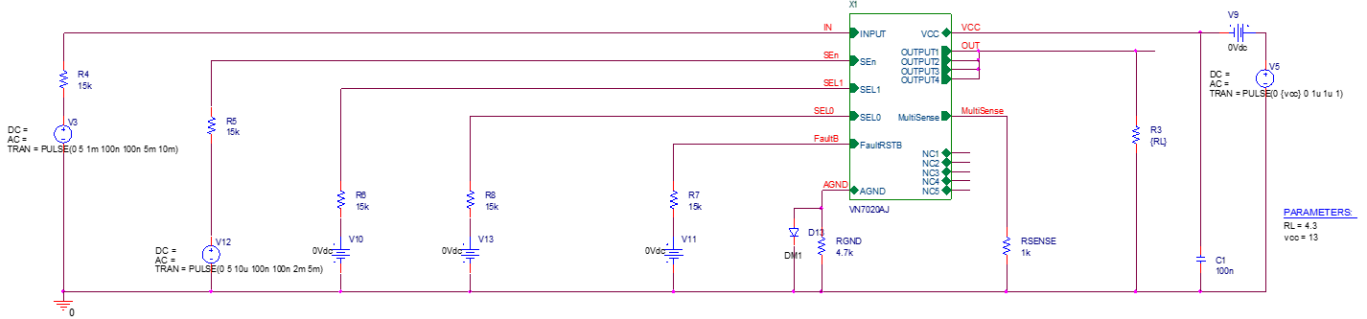 X1
IN
INPUT
VCC
VCC
V9
0Vdc
OUT
OUTPUT1
OUTPUT2
OUTPUT3
OUTPUT4
SEn
SEn
R4
15k
V5
DC =
AC =
TRAN = PULSE(0 {vcc} 0 1u 1u 1)
SEL1
SEL1
SEL0
SEL0
MultiSense
MultiSense
R5
15k
V3
DC =
AC =
TRAN = PULSE(0 5 1m 100n 100n 5m 10m)
R3
{RL}
FaultB
FaultRSTB
NC1
NC2
NC3
NC4
NC5
AGND
AGND
VN7020AJ
R6
15k
R8
15k
R7
15k
PARAMETERS:
RL = 4.3
vcc = 13
D13
DM1
RGND
4.7k
RSENSE
1k
V12
DC =
AC =
TRAN = PULSE(0 5 10u 100n 100n 2m 5m)
V10
0Vdc
V13
0Vdc
V11
0Vdc
C1
100n
0